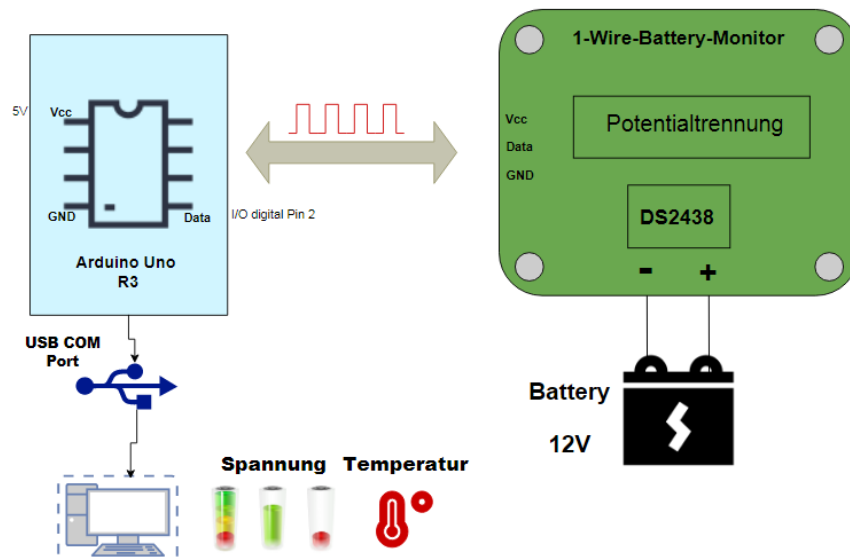 1-Wire-Battery-Monitor
5V
Vcc
GND
Data
I/O digital Pin 2
Arduino Uno
R3
Vcc
Data
GND
Potentialtrennung
DS2438
- +
USB COM
Port
Battery
12V
Spannung
Temperatur